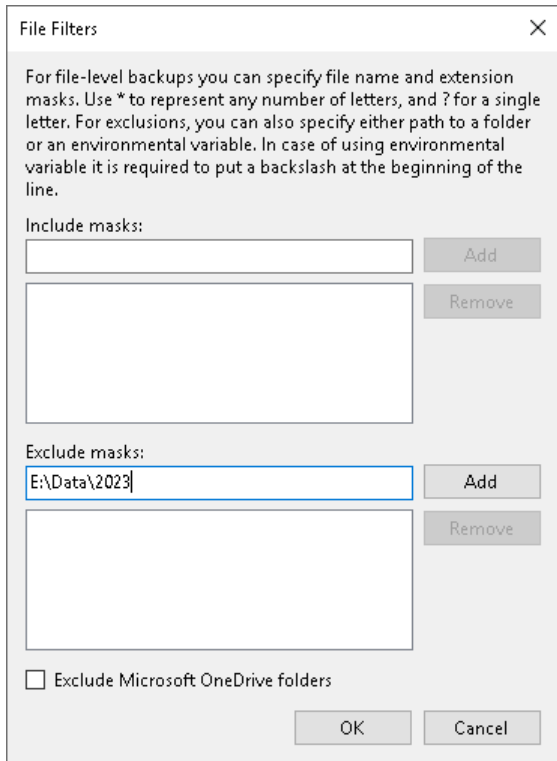 File Filters
For file-level backups you can specify file name and extension
masks. Use * to represent any number of letters, and ? for a single
letter. For exclusions, you can also specify either path to a folder
or an environmental variable. In case of using environmental
variable it is required to put a backslash at the beginning of the
line.
Include masks:
Add
Remove
Exclude masks:
E:\Data\2023
Add
Remove
Exclude Microsoft OneDrive folders
OK
Cancel